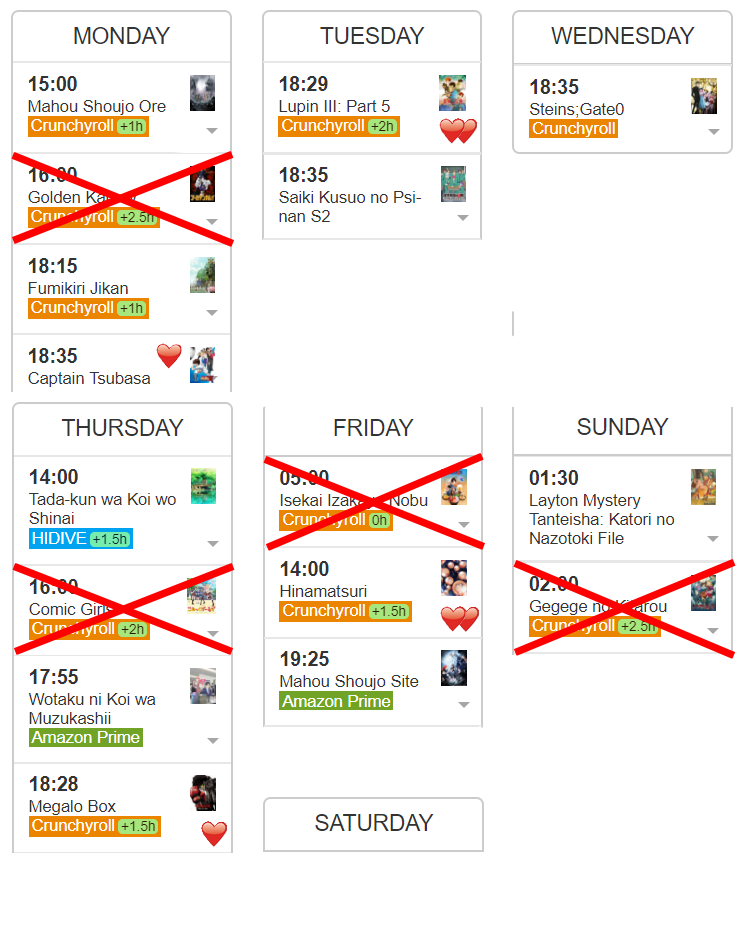 MONDAY
15:00
Mahou Shoujo Ore
Crunchyroll +1h
16:00
Golden Kamuy
Crunchyroll +2.5h
18:15
Fumikiri Jikan
Crunchyroll +1h
18:35
Captain Tsubasa
TUESDAY
18:29
Lupin III: Part 5
Crunchyroll +2h
18:35
Saiki Kusuo no Psi-
nan S2
WEDNESDAY
18:35
Steins;Gate0
Crunchyroll
THURSDAY
14:00
Tada-kun wa Koi wo
Shinai
HIDIVE +1.5h
16:00
Comic Girls
Crunchyroll +2h
17:55
Wotaku ni Koi wa
Muzukashii
Amazon Prime
18:28
Megalo Box
Crunchyroll +1.5h
FRIDAY
05:00
Isekai Izakaya Nobu
Crunchyroll 0h
14:00
Hinamatsuri
Crunchyroll +1.5h
19:25
Mahou Shoujo Site
Amazon Prime
SATURDAY
SUNDAY
01:30
Layton Mystery
Tanteisha: Katori no
Nazotoki File
02:00
Gegege no Kitarou
Crunchyroll +2.5h